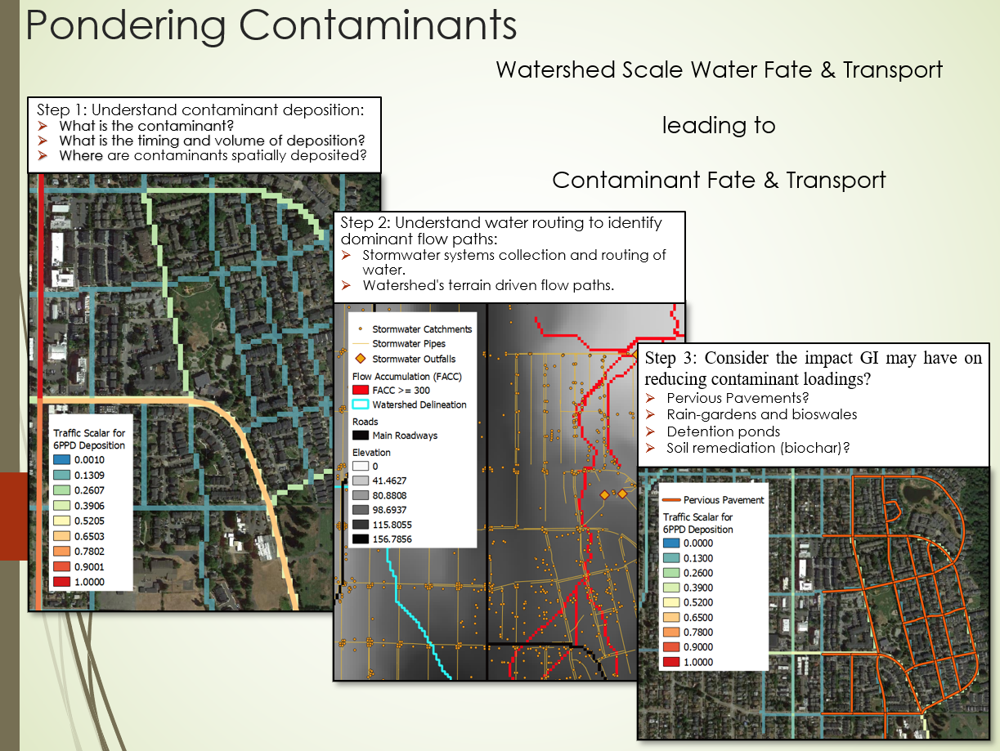 Pondering Contaminants
Watershed Scale Water Fate & Transport
leading to
Contaminant Fate & Transport
Step 1: Understand contaminant deposition:
What is the contaminant?
What is the timing and volume of deposition?
Where are contaminants spatially deposited?
Traffic Scalar for
6PPD Deposition
0.0010
0.1309
0.2607
0.3906
0.5205
0.6503
0.7802
0.9001
1.0000
Step 2: Understand water routing to identify
dominant flow paths:
Stormwater systems collection and routing of
water.
Watershed's terrain driven flow paths.
Stormwater Catchments
Stormwater Pipes
Stormwater Outfalls
Flow Accumulation (FACC)
FACC >= 300
Watershed Delineation
Roads
Main Roadways
Elevation
0
41.4627
80.8808
98.6937
115.8055
156.7856
Step 3: Consider the impact GI may have on
reducing contaminant loadings?
Pervious Pavements?
Rain-gardens and bioswales
Detention ponds
Soil remediation (biochar)?
Pervious Pavement
Traffic Scalar for
6PPD Deposition
0.0000
0.1300
0.2600
0.3900
0.5200
0.6500
0.7800
0.9000
1.0000